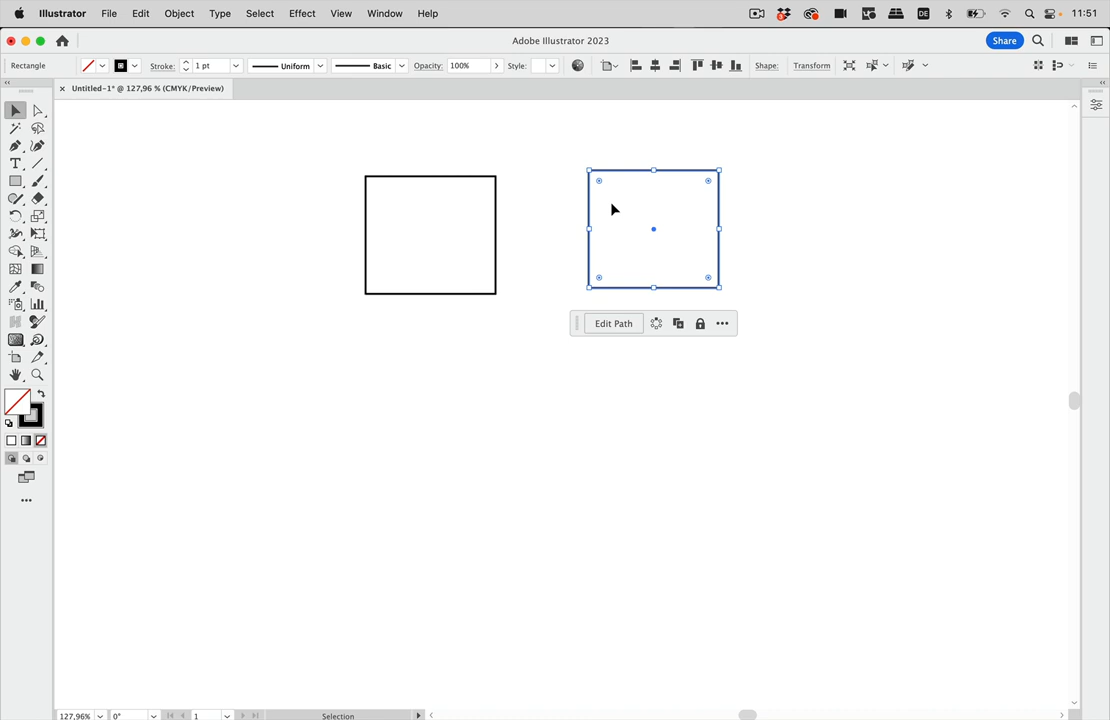 Illustrator File Edit Object Type Select Effect View Window Help DE 11:51
Adobe Illustrator 2023 Share
Rectangle Stroke: 1 pt Uniform Basic Opacity: 100% Style: Shape: Transform
× Untitled-1* @ 127,96 % (CMYK/Preview)
T
Edit Path
127,96% 0° 1 Selection